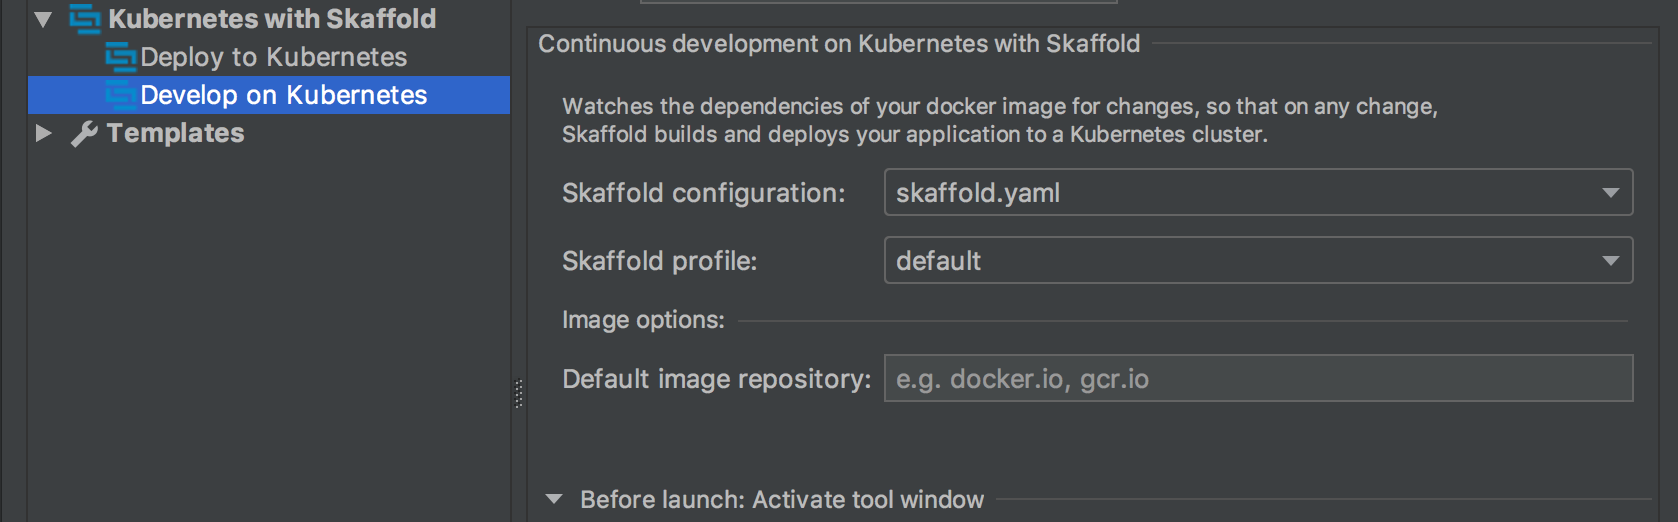 Kubernetes with Skaffold
Deploy to Kubernetes
Develop on Kubernetes
Templates
Continuous development on Kubernetes with Skaffold
Watches the dependencies of your docker image for changes, so that on any change,
Skaffold builds and deploys your application to a Kubernetes cluster.
Skaffold configuration: skaffold.yaml
Skaffold profile: default
Image options:
Default image repository: e.g. docker.io, gcr.io
Before launch: Activate tool window